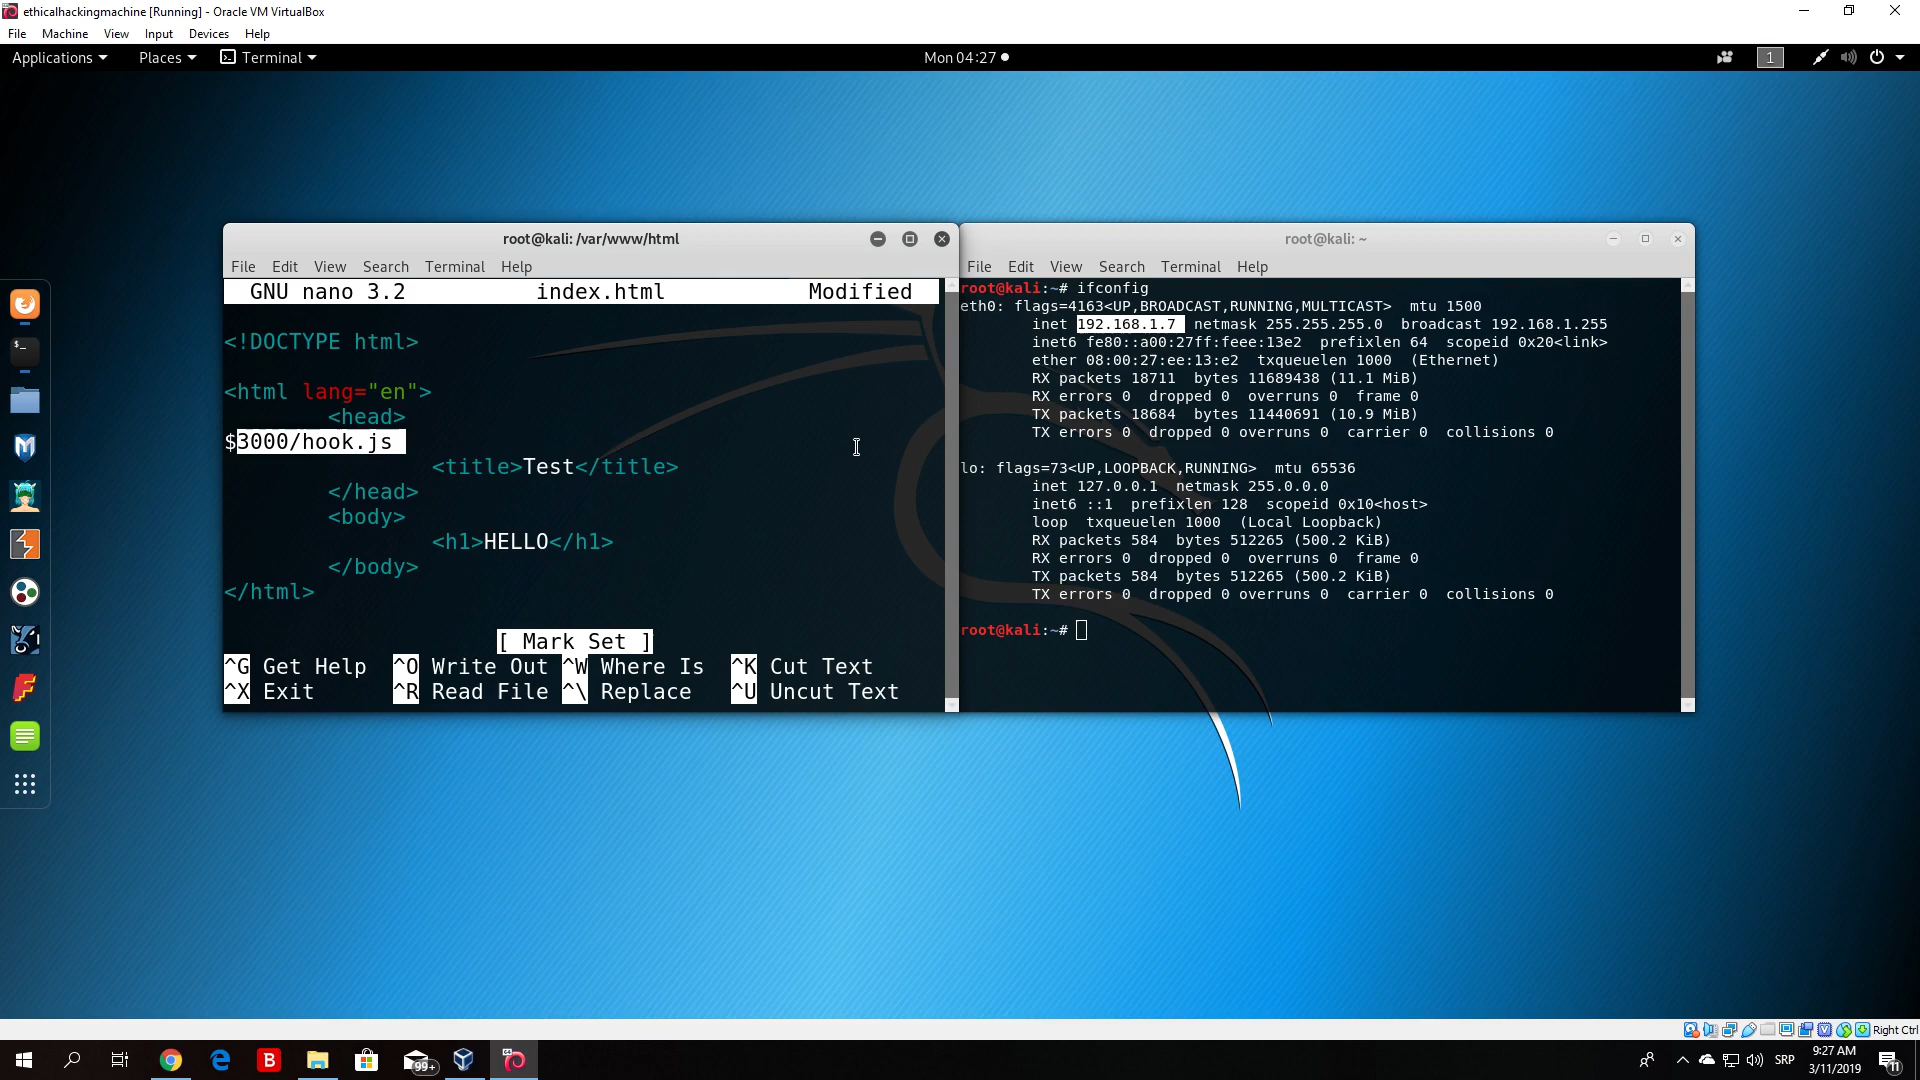 ethicalhackingmachine [Running] - Oracle VM VirtualBox
File Machine View Input Devices Help
Applications Places Terminal Mon 04:27 1
root@kali: /var/www/html
File Edit View Search Terminal Help
GNU nano 3.2 index.html Modified
<!DOCTYPE html>
<html lang="en">
<head>
$3000/hook.js
<title>Test</title>
</head>
<body>
<h1>HELLO</h1>
</body>
</html>
[ Mark Set ]
^G Get Help ^O Write Out ^W Where Is ^K Cut Text
^X Exit ^R Read File ^\ Replace ^U Uncut Text
root@kali: ~
File Edit View Search Terminal Help
root@kali:~# ifconfig
eth0: flags=4163<UP,BROADCAST,RUNNING,MULTICAST> mtu 1500
inet 192.168.1.7 netmask 255.255.255.0 broadcast 192.168.1.255
inet6 fe80::a00:27ff:feee:13e2 prefixlen 64 scopeid 0x20<link>
ether 08:00:27:ee:13:e2 txqueuelen 1000 (Ethernet)
RX packets 18711 bytes 11689438 (11.1 MiB)
RX errors 0 dropped 0 overruns 0 frame 0
TX packets 18684 bytes 11440691 (10.9 MiB)
TX errors 0 dropped 0 overruns 0 carrier 0 collisions 0
lo: flags=73<UP,LOOPBACK,RUNNING> mtu 65536
inet 127.0.0.1 netmask 255.0.0.0
inet6 ::1 prefixlen 128 scopeid 0x10<host>
loop txqueuelen 1000 (Local Loopback)
RX packets 584 bytes 512265 (500.2 KiB)
RX errors 0 dropped 0 overruns 0 frame 0
TX packets 584 bytes 512265 (500.2 KiB)
TX errors 0 dropped 0 overruns 0 carrier 0 collisions 0
root@kali:~#
Right Ctrl
B 99+ SRP 9:27 AM
3/11/2019 11